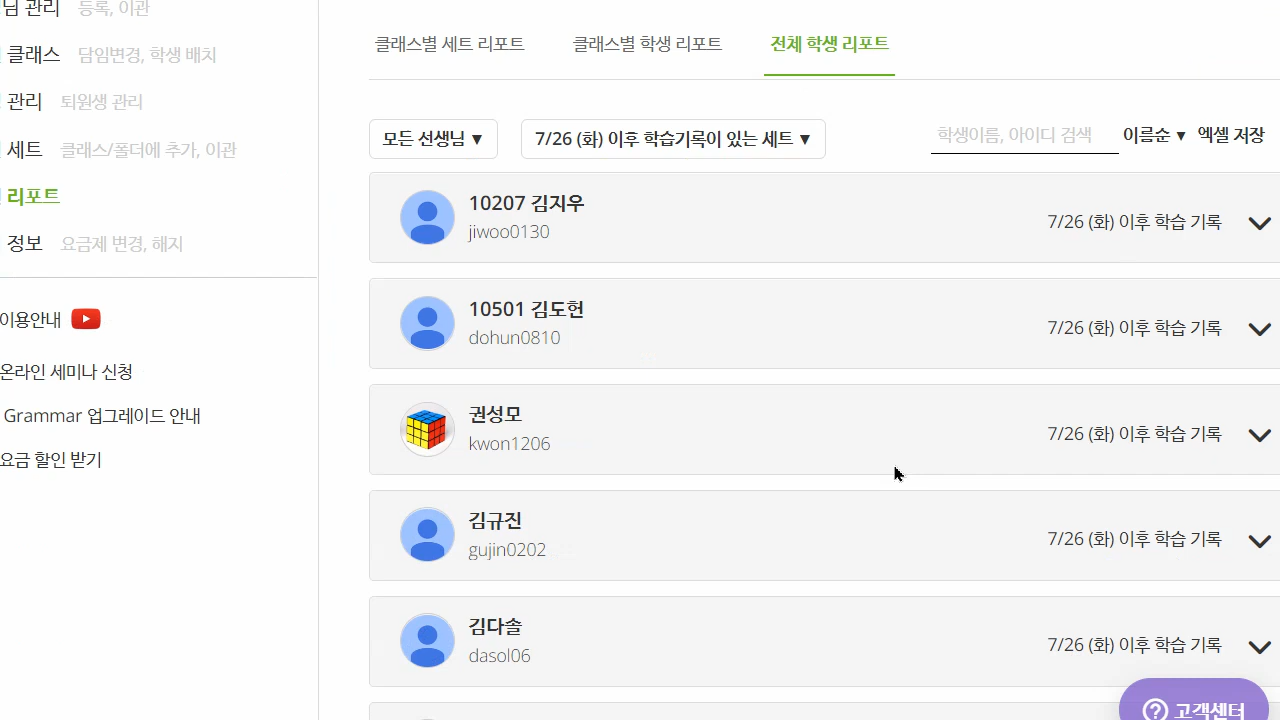 님 관리 등록, 이관
클래스 담임변경, 학생 배치
관리 퇴원생 관리
세트 클래스/폴더에 추가, 이관
리포트
정보 요금제 변경, 해지
이용안내
온라인 세미나 신청
Grammar 업그레이드 안내
요금 할인 받기
클래스별 세트 리포트 클래스별 학생 리포트 전체 학생 리포트
모든 선생님 ▼ 7/26 (화) 이후 학습기록이 있는 세트 ▼ 학생이름, 아이디 검색 이름순 ▼ 엑셀 저장
10207 김지우
jiwoo0130
7/26 (화) 이후 학습 기록
10501 김도헌
dohun0810
7/26 (화) 이후 학습 기록
권성모
kwon1206
7/26 (화) 이후 학습 기록
김규진
gujin0202
7/26 (화) 이후 학습 기록
김다솔
dasol06
7/26 (화) 이후 학습 기록
고객센터